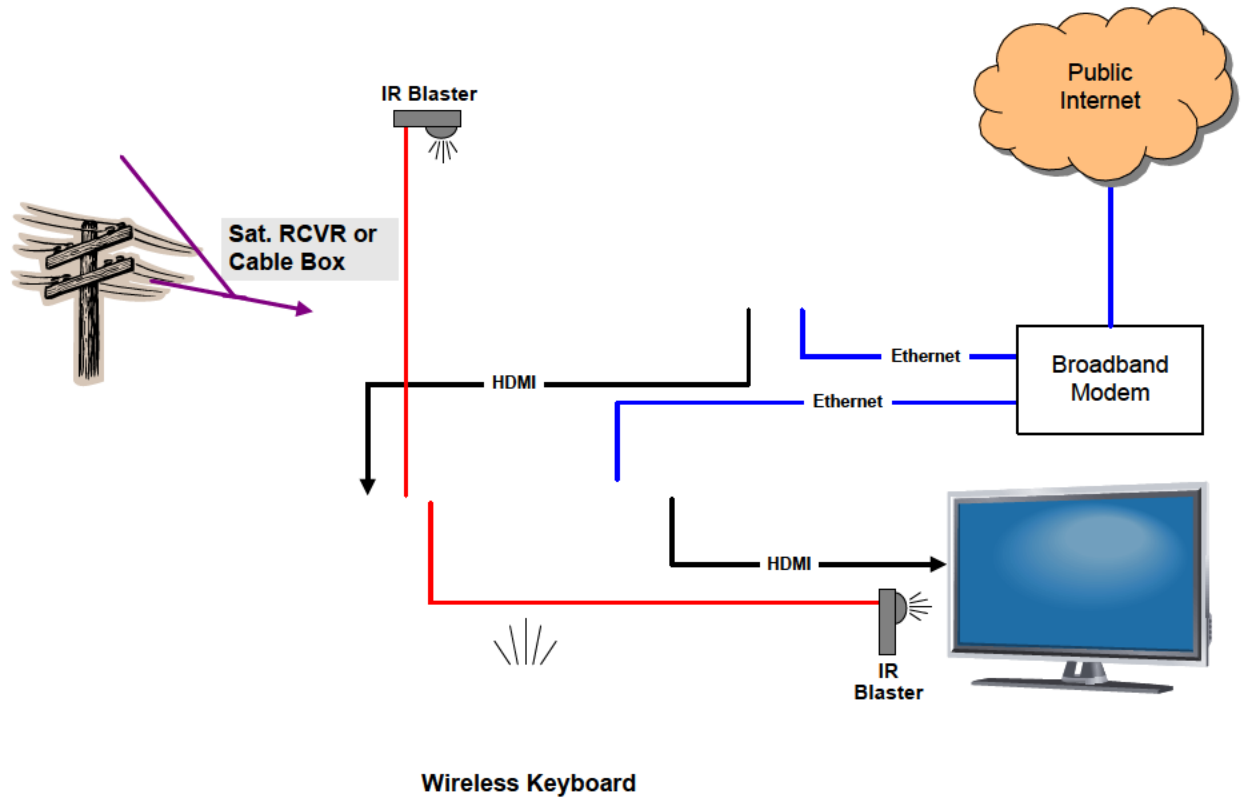 IR Blaster
Public
Internet
Sat. RCVR or
Cable Box
Ethernet
Broadband
Modem
HDMI
Ethernet
HDMI
IR
Blaster
Wireless Keyboard